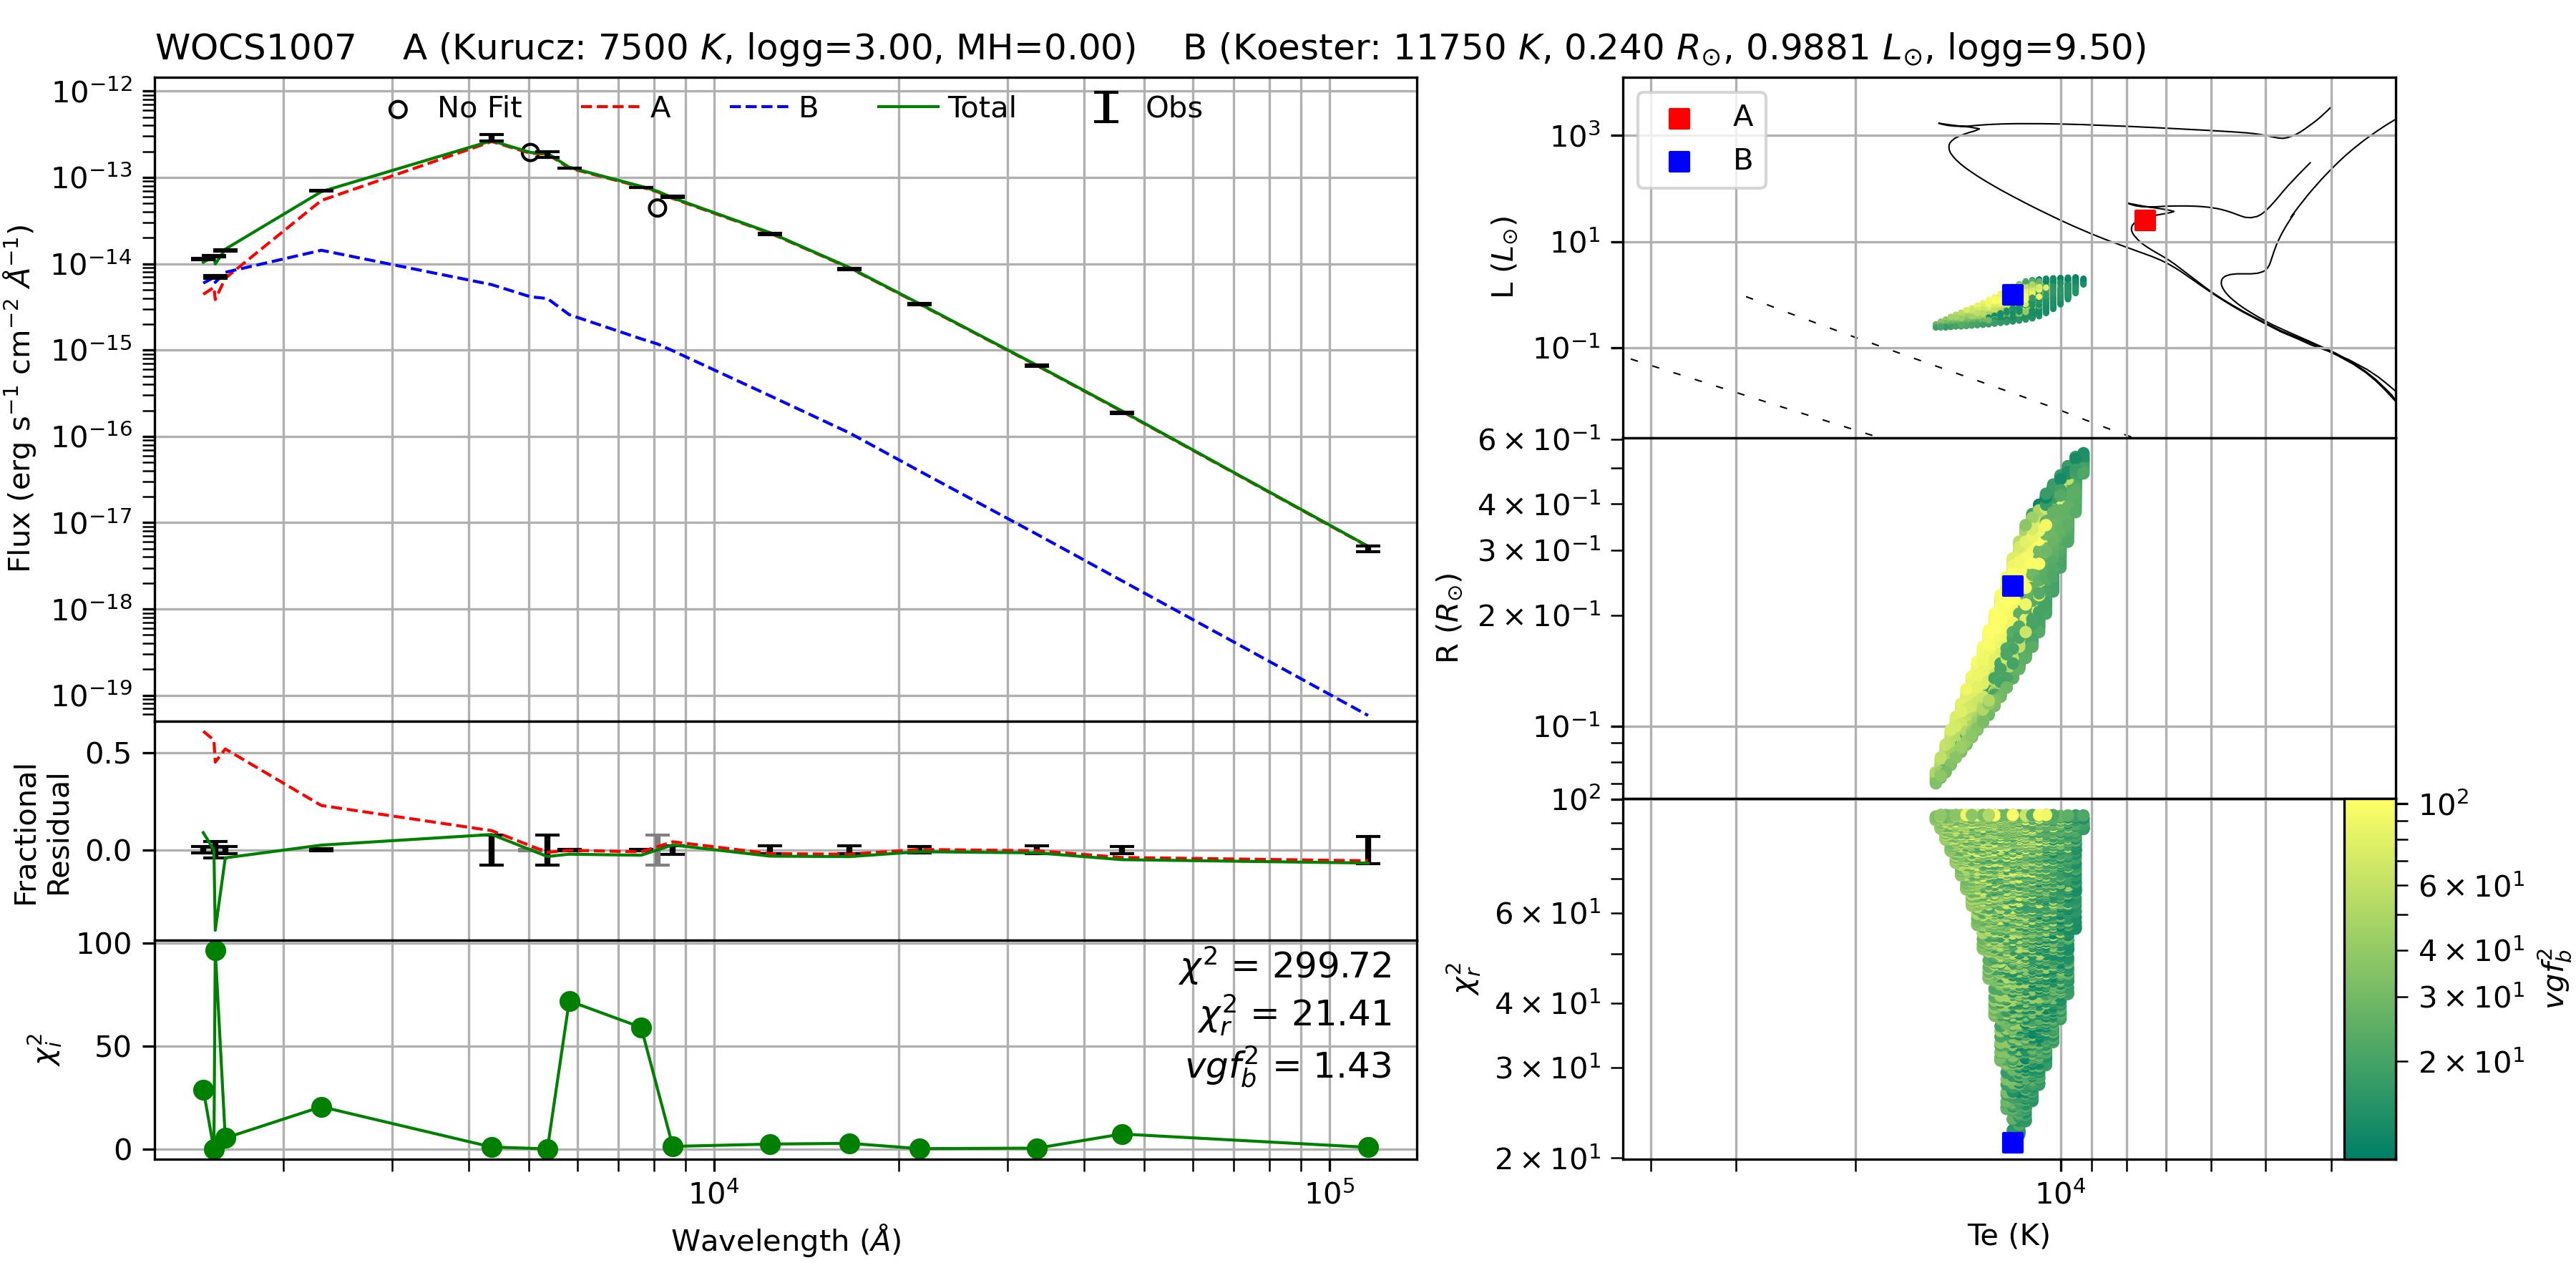 WOCS1007 A (Kurucz: 7500 K, logg=3.00, MH=0.00) B (Koester: 11750 K, 0.240 R⊙, 0.9881 L⊙, logg=9.50)
No Fit A B Total Obs
10⁻¹²
10⁻¹³
10⁻¹⁴
10⁻¹⁵
10⁻¹⁶
10⁻¹⁷
10⁻¹⁸
10⁻¹⁹
Flux (erg s⁻¹ cm⁻² Å⁻¹)
0.5
0.0
Fractional
Residual
100
50
0
χᵢ²
χ² = 299.72
χᵣ² = 21.41
vgf_b² = 1.43
10⁴
10⁵
Wavelength (Å)
A
B
10³
10¹
10⁻¹
L (L⊙)
6 × 10⁻¹
4 × 10⁻¹
3 × 10⁻¹
2 × 10⁻¹
10⁻¹
R (R⊙)
10²
6 × 10¹
4 × 10¹
3 × 10¹
2 × 10¹
χᵣ²
10⁴
Te (K)
10²
6 × 10¹
4 × 10¹
3 × 10¹
2 × 10¹
vgf_b²